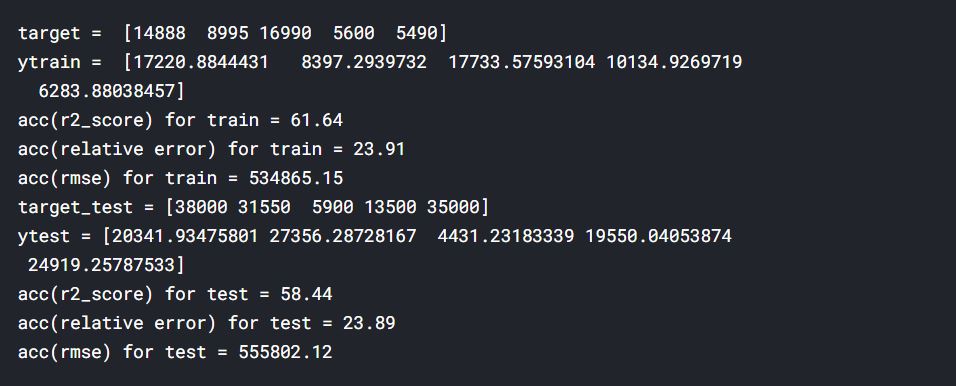 target =  [14888  8995 16990  5600  5490]
ytrain =  [17220.8844431   8397.2939732  17733.57593104 10134.9269719
  6283.88038457]
acc(r2_score) for train = 61.64
acc(relative error) for train = 23.91
acc(rmse) for train = 534865.15
target_test = [38000 31550  5900 13500 35000]
ytest = [20341.93475801 27356.28728167  4431.23183339 19550.04053874
 24919.25787533]
acc(r2_score) for test = 58.44
acc(relative error) for test = 23.89
acc(rmse) for test = 555802.12